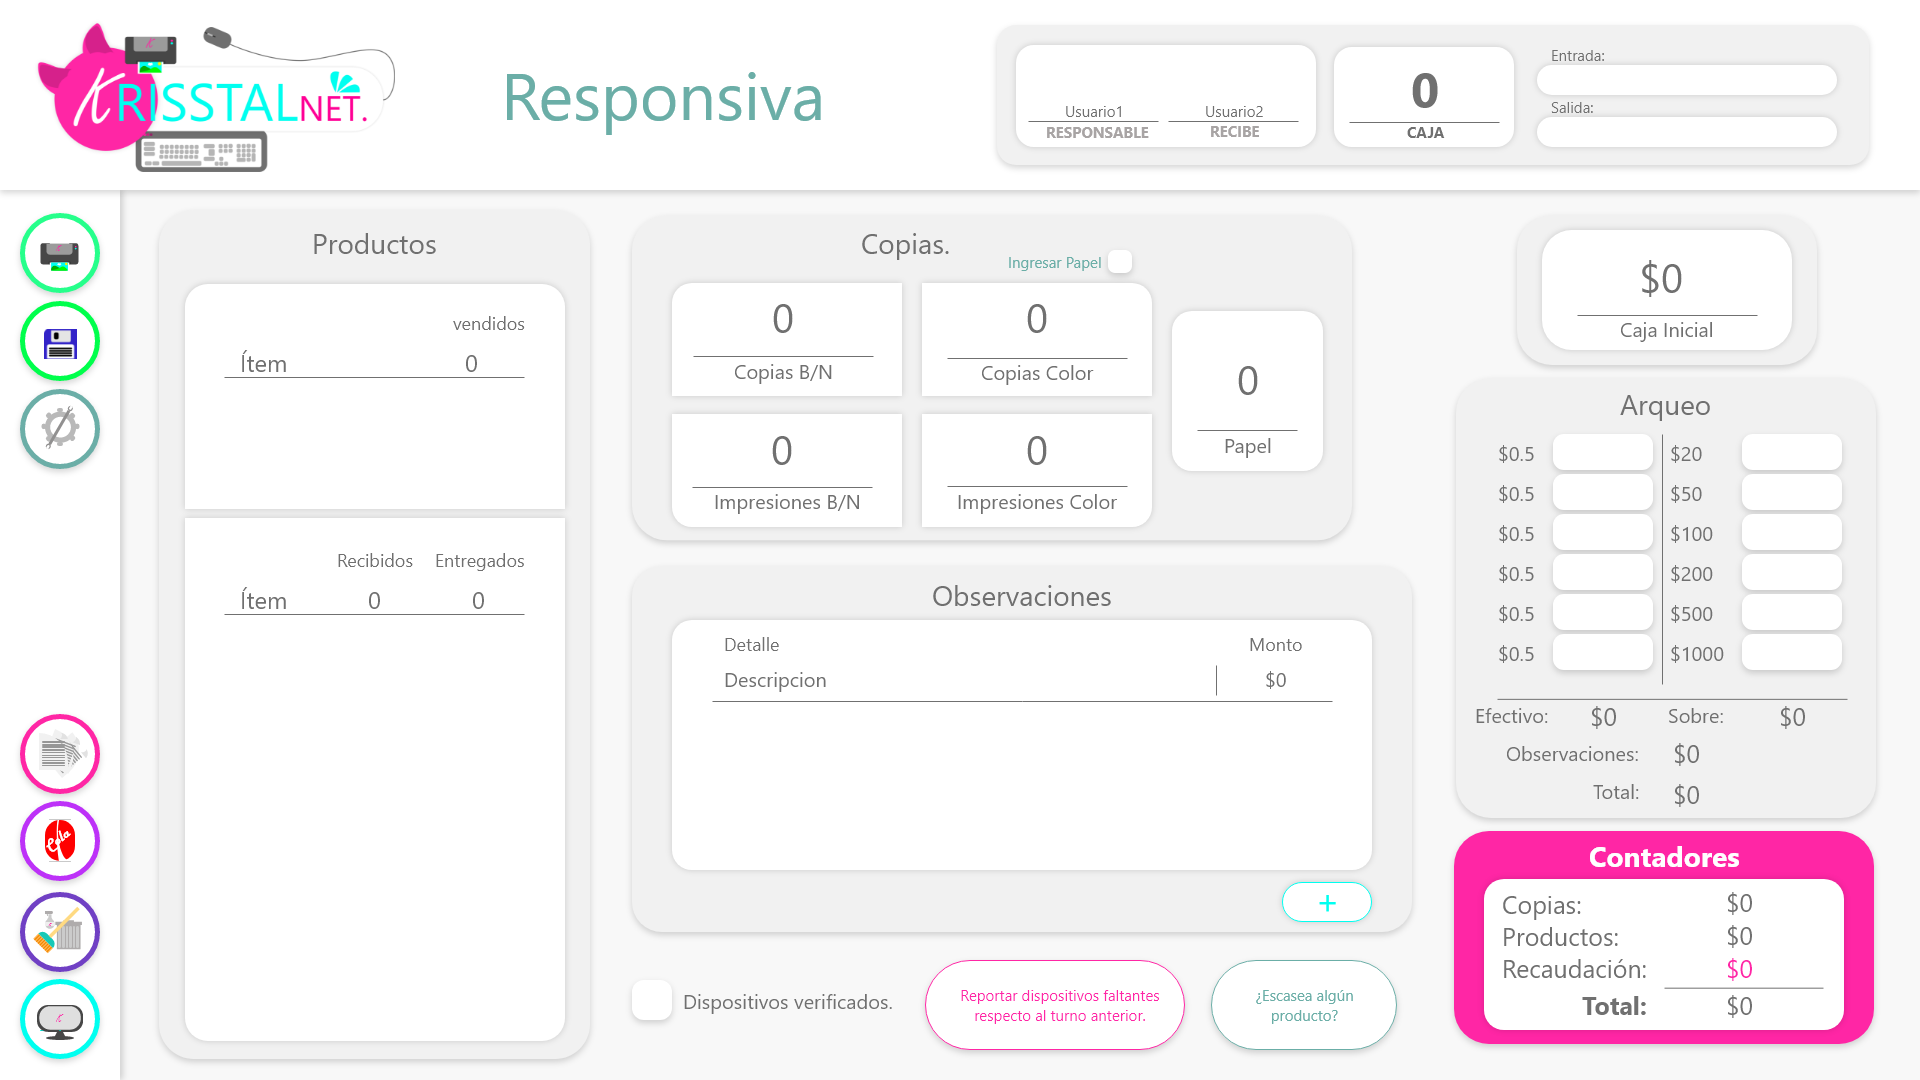 KRISSTALNET.
Responsiva
Usuario1
RESPONSABLE
Usuario2
RECIBE
0
CAJA
Entrada:
Salida:
Productos
vendidos
Ítem 0
Recibidos Entregados
Ítem 0 0
Copias.
Ingresar Papel
0
Copias B/N
0
Copias Color
0
Impresiones B/N
0
Impresiones Color
0
Papel
Observaciones
Detalle Monto
Descripcion $0
+
Dispositivos verificados.
Reportar dispositivos faltantes
respecto al turno anterior.
¿Escasea algún
producto?
$0
Caja Inicial
Arqueo
$0.5 $20
$0.5 $50
$0.5 $100
$0.5 $200
$0.5 $500
$0.5 $1000
Efectivo: $0 Sobre: $0
Observaciones: $0
Total: $0
Contadores
Copias: $0
Productos: $0
Recaudación: $0
Total: $0
K
K
Cola
K